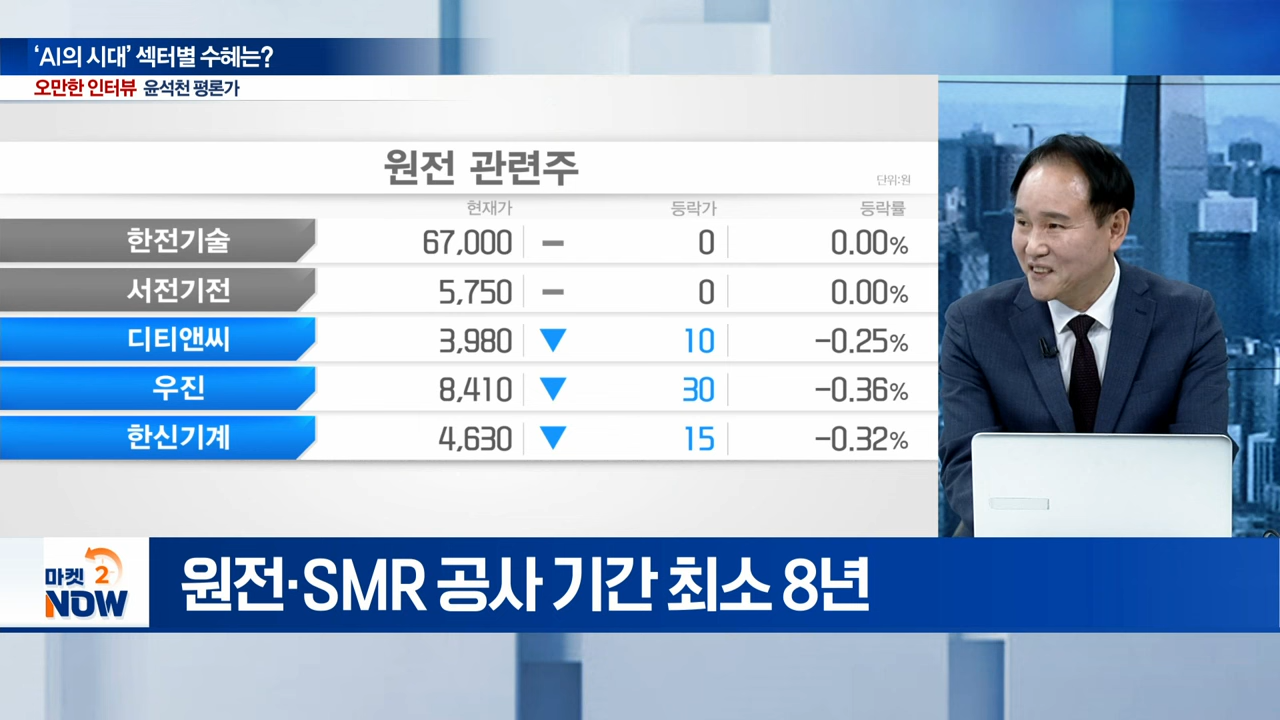 ‘AI의 시대’ 섹터별 수혜는?
오만한 인터뷰 윤석천 평론가
원전 관련주
단위:원
현재가 등락가 등락률
한전기술 67,000 － 0 0.00%
서전기전 5,750 － 0 0.00%
디티앤씨 3,980 ▼ 10 -0.25%
우진 8,410 ▼ 30 -0.36%
한신기계 4,630 ▼ 15 -0.32%
마켓 2
NOW
원전·SMR 공사 기간 최소 8년